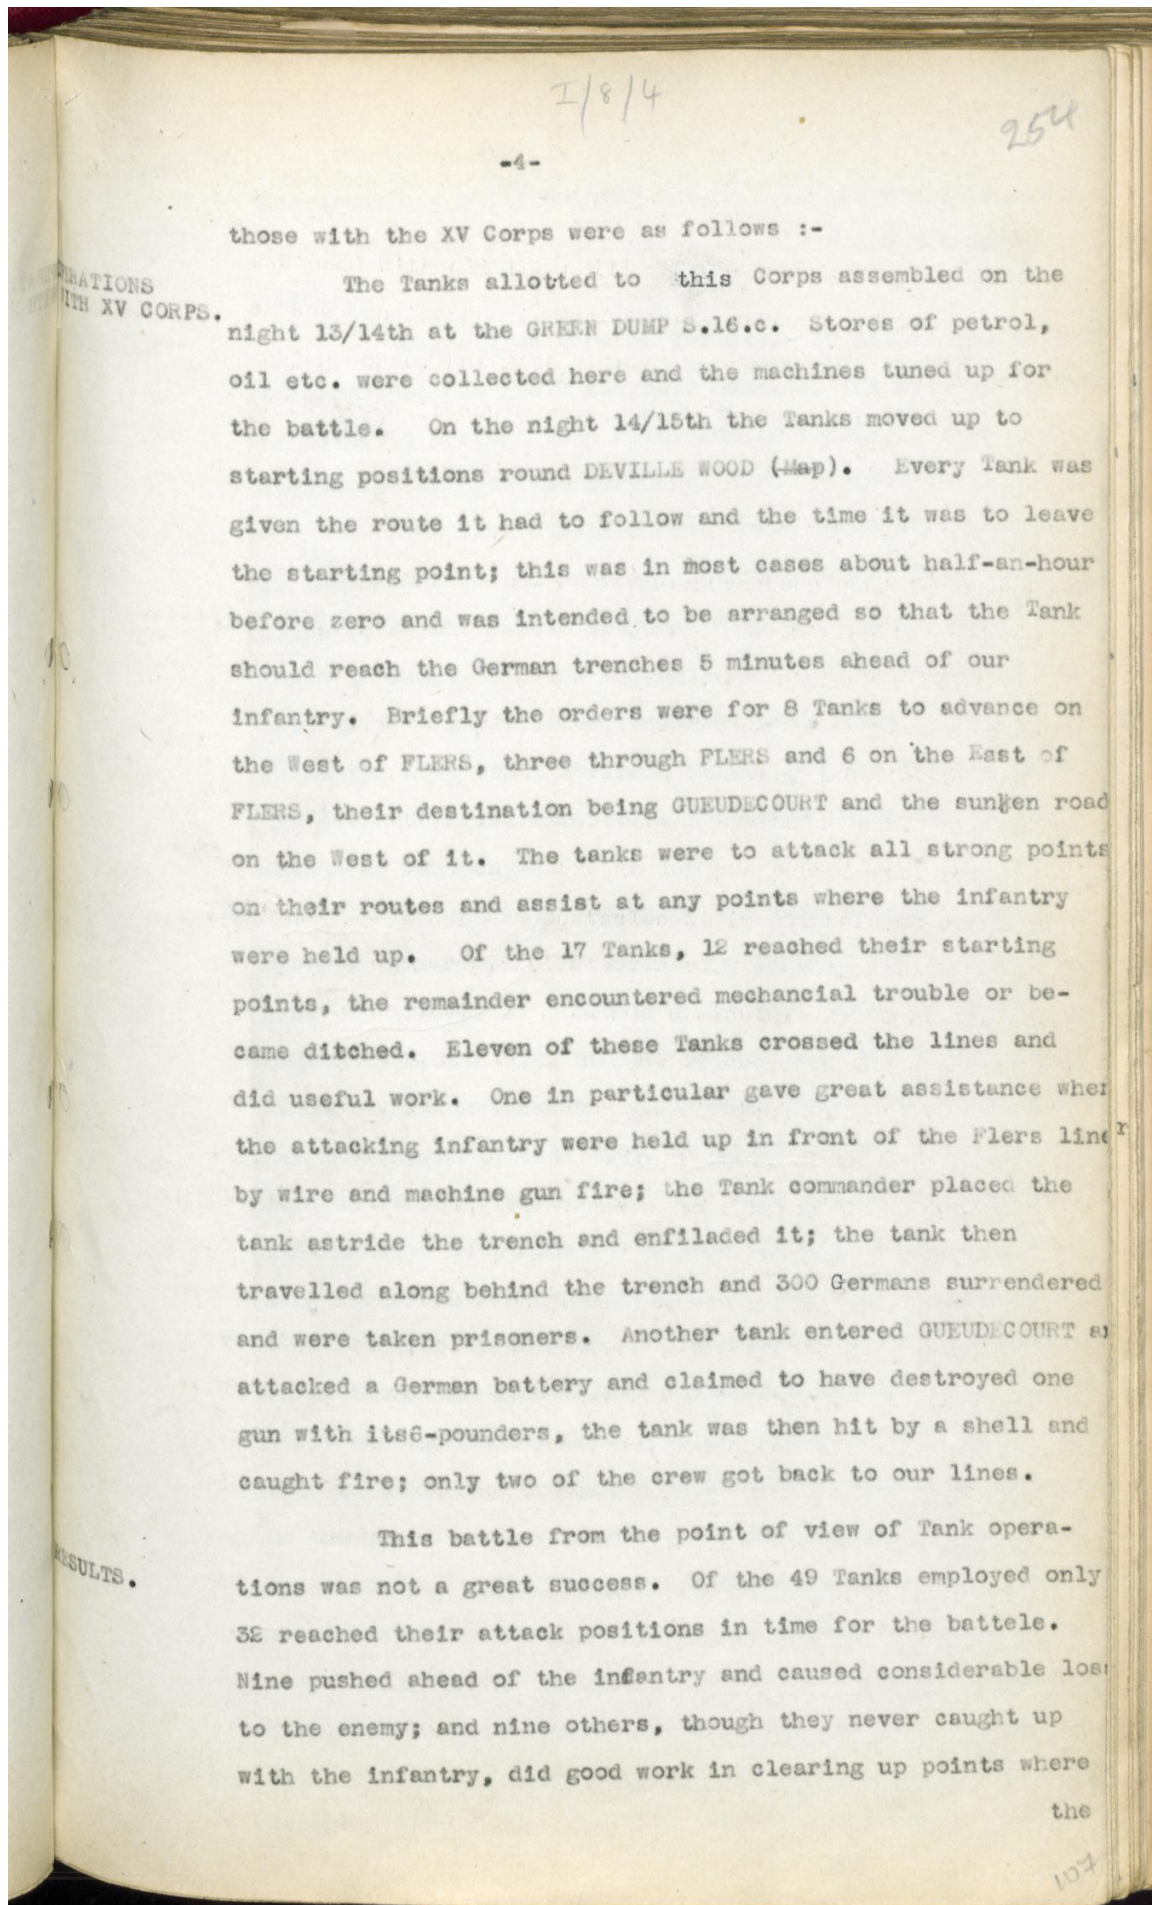 I/8/4
254
-4-
those with the XV Corps were as follows :-
OPERATIONS
WITH XV CORPS.
The Tanks allotted to this Corps assembled on the
night 13/14th at the GREEN DUMP S.16.c. Stores of petrol,
oil etc. were collected here and the machines tuned up for
the battle. On the night 14/15th the Tanks moved up to
starting positions round DEVILLE WOOD (Map). Every Tank was
given the route it had to follow and the time it was to leave
the starting point; this was in most cases about half-an-hour
before zero and was intended to be arranged so that the Tank
should reach the German trenches 5 minutes ahead of our
infantry. Briefly the orders were for 8 Tanks to advance on
the West of FLERS, three through FLERS and 6 on the East of
FLERS, their destination being GUEUDECOURT and the sunken road
on the West of it. The tanks were to attack all strong points
on their routes and assist at any points where the infantry
were held up. Of the 17 Tanks, 12 reached their starting
points, the remainder encountered mechancial trouble or be-
came ditched. Eleven of these Tanks crossed the lines and
did useful work. One in particular gave great assistance when
the attacking infantry were held up in front of the Flers line
by wire and machine gun fire; the Tank commander placed the
tank astride the trench and enfiladed it; the tank then
travelled along behind the trench and 300 Germans surrendered
and were taken prisoners. Another tank entered GUEUDECOURT
attacked a German battery and claimed to have destroyed one
gun with its6-pounders, the tank was then hit by a shell and
caught fire; only two of the crew got back to our lines.
RESULTS.
This battle from the point of view of Tank opera-
tions was not a great success. Of the 49 Tanks employed only
32 reached their attack positions in time for the battele.
Nine pushed ahead of the infantry and caused considerable loss
to the enemy; and nine others, though they never caught up
with the infantry, did good work in clearing up points where
the
107